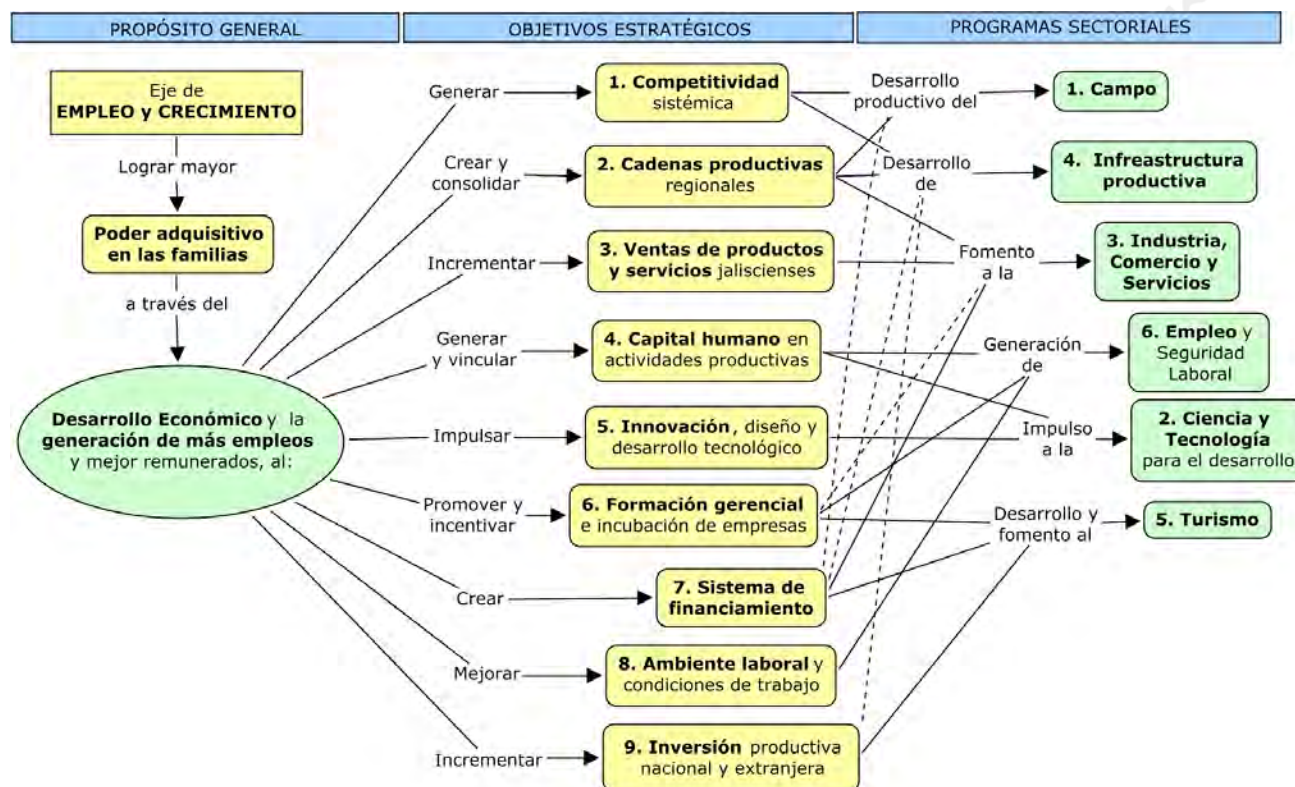 PROPÓSITO GENERAL
OBJETIVOS ESTRATÉGICOS
PROGRAMAS SECTORIALES
Eje de
EMPLEO y CRECIMIENTO
Lograr mayor
Poder adquisitivo
en las familias
a través del
Desarrollo Económico y la
generación de más empleos
y mejor remunerados, al:
Generar
Crear y
consolidar
Incrementar
Generar
y vincular
Impulsar
Promover y
incentivar
Crear
Mejorar
Incrementar
1. Competitividad
sistémica
2. Cadenas productivas
regionales
3. Ventas de productos
y servicios jaliscienses
4. Capital humano en
actividades productivas
5. Innovación, diseño y
desarrollo tecnológico
6. Formación gerencial
e incubación de empresas
7. Sistema de
financiamiento
8. Ambiente laboral y
condiciones de trabajo
9. Inversión productiva
nacional y extranjera
Desarrollo
productivo del
Desarrollo
de
Fomento
a la
Generación
de
Impulso
a la
Desarrollo y
fomento al
1. Campo
4. Infreastructura
productiva
3. Industria,
Comercio y
Servicios
6. Empleo y
Seguridad
Laboral
2. Ciencia y
Tecnología
para el desarrollo
5. Turismo